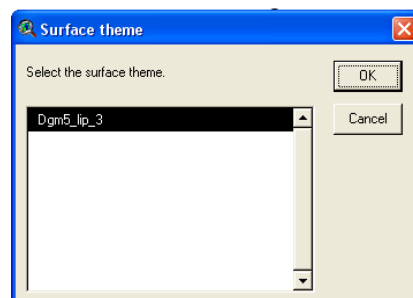 Surface theme
Select the surface theme.
OK
Dgm5_lip_3
Cancel